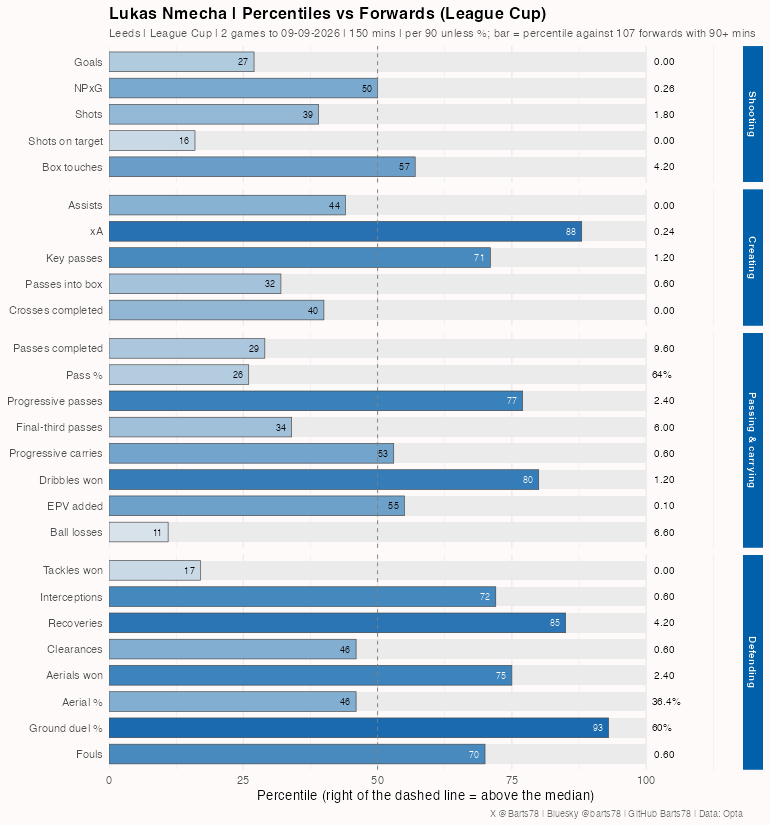 Lukas Nmecha | Percentiles vs Forwards (League Cup)
Leeds | League Cup | 2 games to 09-09-2026 | 150 mins | per 90 unless %; bar = percentile against 107 forwards with 90+ mins
Shooting
Goals 27 0.00
NPxG 50 0.26
Shots 39 1.80
Shots on target 16 0.00
Box touches 57 4.20
Creating
Assists 44 0.00
xA 88 0.24
Key passes 71 1.20
Passes into box 32 0.60
Crosses completed 40 0.00
Passing & carrying
Passes completed 29 9.60
Pass % 26 64%
Progressive passes 77 2.40
Final-third passes 34 6.00
Progressive carries 53 0.60
Dribbles won 80 1.20
EPV added 55 0.10
Ball losses 11 6.60
Defending
Tackles won 17 0.00
Interceptions 72 0.60
Recoveries 85 4.20
Clearances 46 0.60
Aerials won 75 2.40
Aerial % 46 36.4%
Ground duel % 93 60%
Fouls 70 0.60
0 25 50 75 100
Percentile (right of the dashed line = above the median)
X @Barts78 | Bluesky @barts78 | GitHub Barts78 | Data: Opta